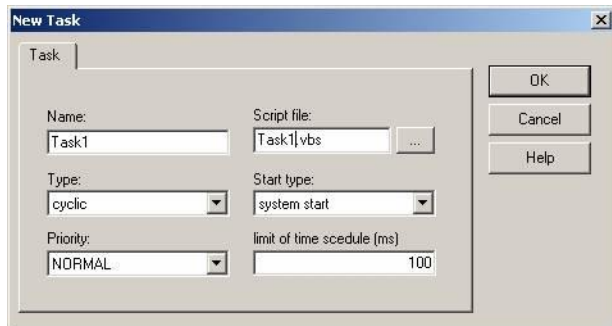 New Task
Task
OK
Cancel
Help
Name:
Script file:
Task1
Task1.vbs
...
Type:
Start type:
cyclic
system start
Priority:
limit of time scedule (ms)
NORMAL
100